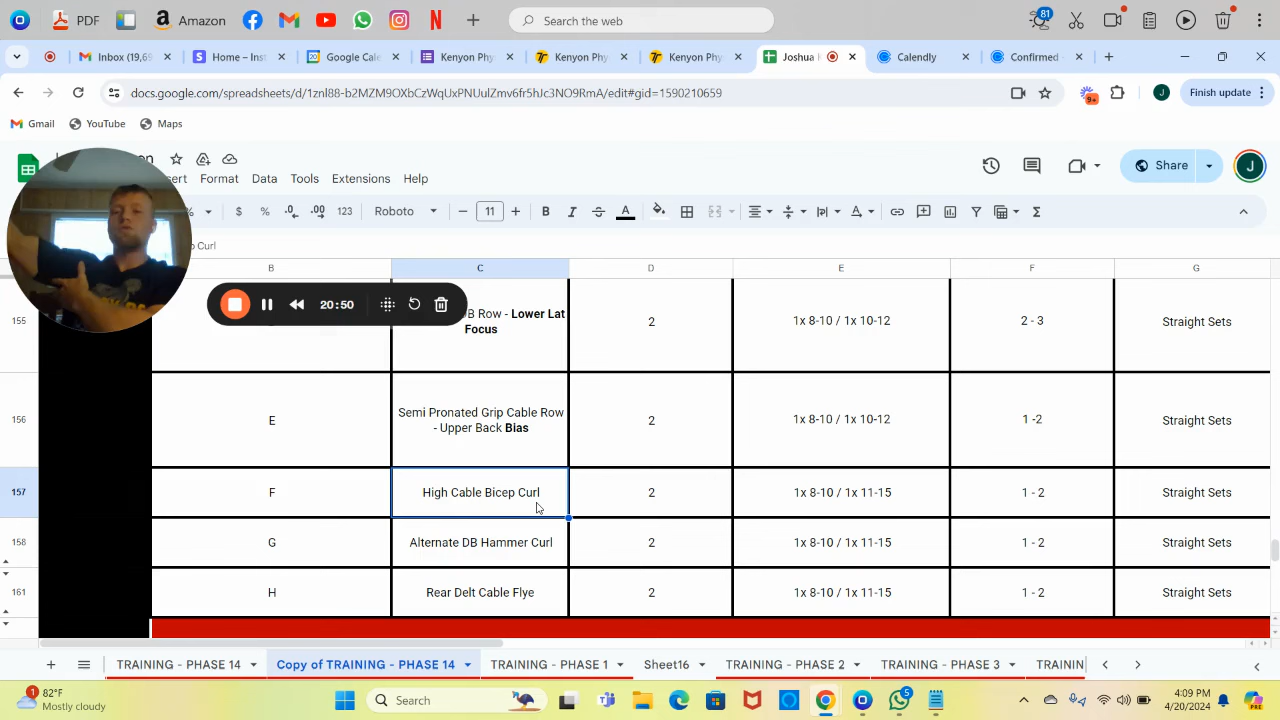 PDF
Amazon
Search the web
81
Inbox (19,6
Home – Inst
Google Cale
Kenyon Phy
Kenyon Phy
Kenyon Phy
Joshua
Calendly
Confirmed
docs.google.com/spreadsheets/d/1znl88-b2MZM9OXbCzWqUxPNUulZmv6fr5hJc3NO9RmA/edit#gid=1590210659
9+
J
Finish update
Gmail
YouTube
Maps
Format
Data
Tools
Extensions
Help
Share
J
%
$
%
.0
.00
123
Roboto
11
B
I
S
A
Curl
B
C
D
E
F
G
20:50
155
B Row - Lower Lat
Focus
2
1x 8-10 / 1x 10-12
2 - 3
Straight Sets
156
E
Semi Pronated Grip Cable Row
- Upper Back Bias
2
1x 8-10 / 1x 10-12
1 -2
Straight Sets
157
F
High Cable Bicep Curl
2
1x 8-10 / 1x 11-15
1 - 2
Straight Sets
158
G
Alternate DB Hammer Curl
2
1x 8-10 / 1x 11-15
1 - 2
Straight Sets
161
H
Rear Delt Cable Flye
2
1x 8-10 / 1x 11-15
1 - 2
Straight Sets
TRAINING - PHASE 14
Copy of TRAINING - PHASE 14
TRAINING - PHASE 1
Sheet16
TRAINING - PHASE 2
TRAINING - PHASE 3
TRAININ
1
82°F
Mostly cloudy
Search
5
4:09 PM
4/20/2024
PRE